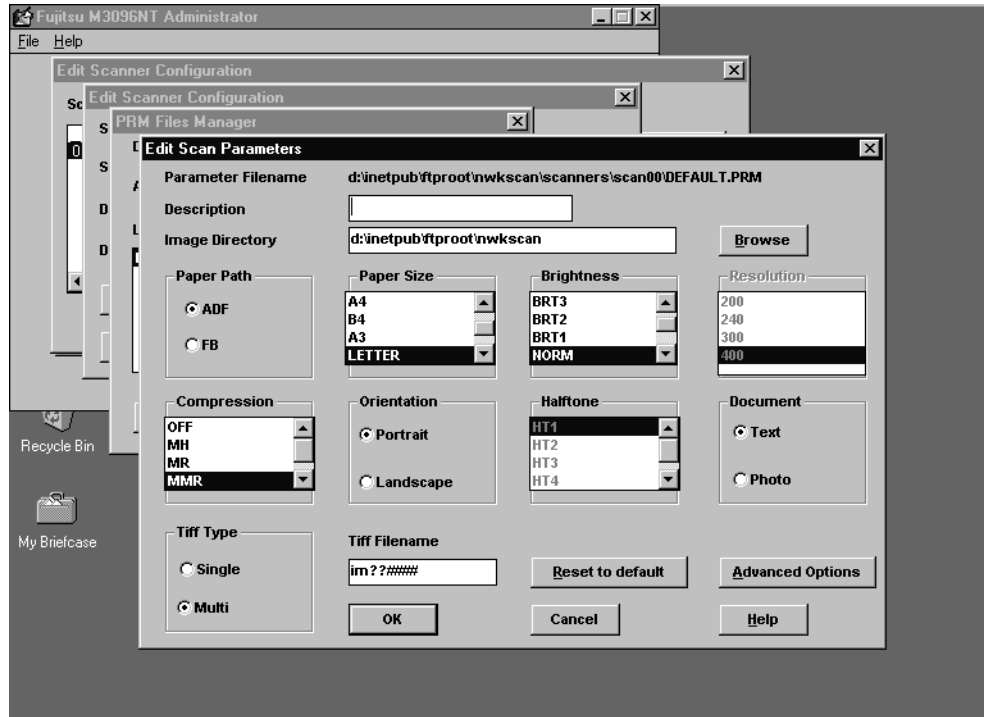 Fujitsu M3096NT Administrator
File Help
Edit Scanner Configuration
Sc
0
Edit Scanner Configuration
S
S
D
D
PRM Files Manager
D
A
L
Edit Scan Parameters
Parameter Filename d:\inetpub\ftproot\nwkscan\scanners\scan00\DEFAULT.PRM
Description
Image Directory d:\inetpub\ftproot\nwkscan Browse
Paper Path Paper Size Brightness Resolution
ADF
FB
A4
B4
A3
LETTER
BRT3
BRT2
BRT1
NORM
200
240
300
400
Compression Orientation Halftone Document
OFF
MH
MR
MMR
Portrait
Landscape
HT1
HT2
HT3
HT4
Text
Photo
Tiff Type
Single
Multi
Tiff Filename
im??####
Reset to default Advanced Options
OK Cancel Help
Recycle Bin
My Briefcase